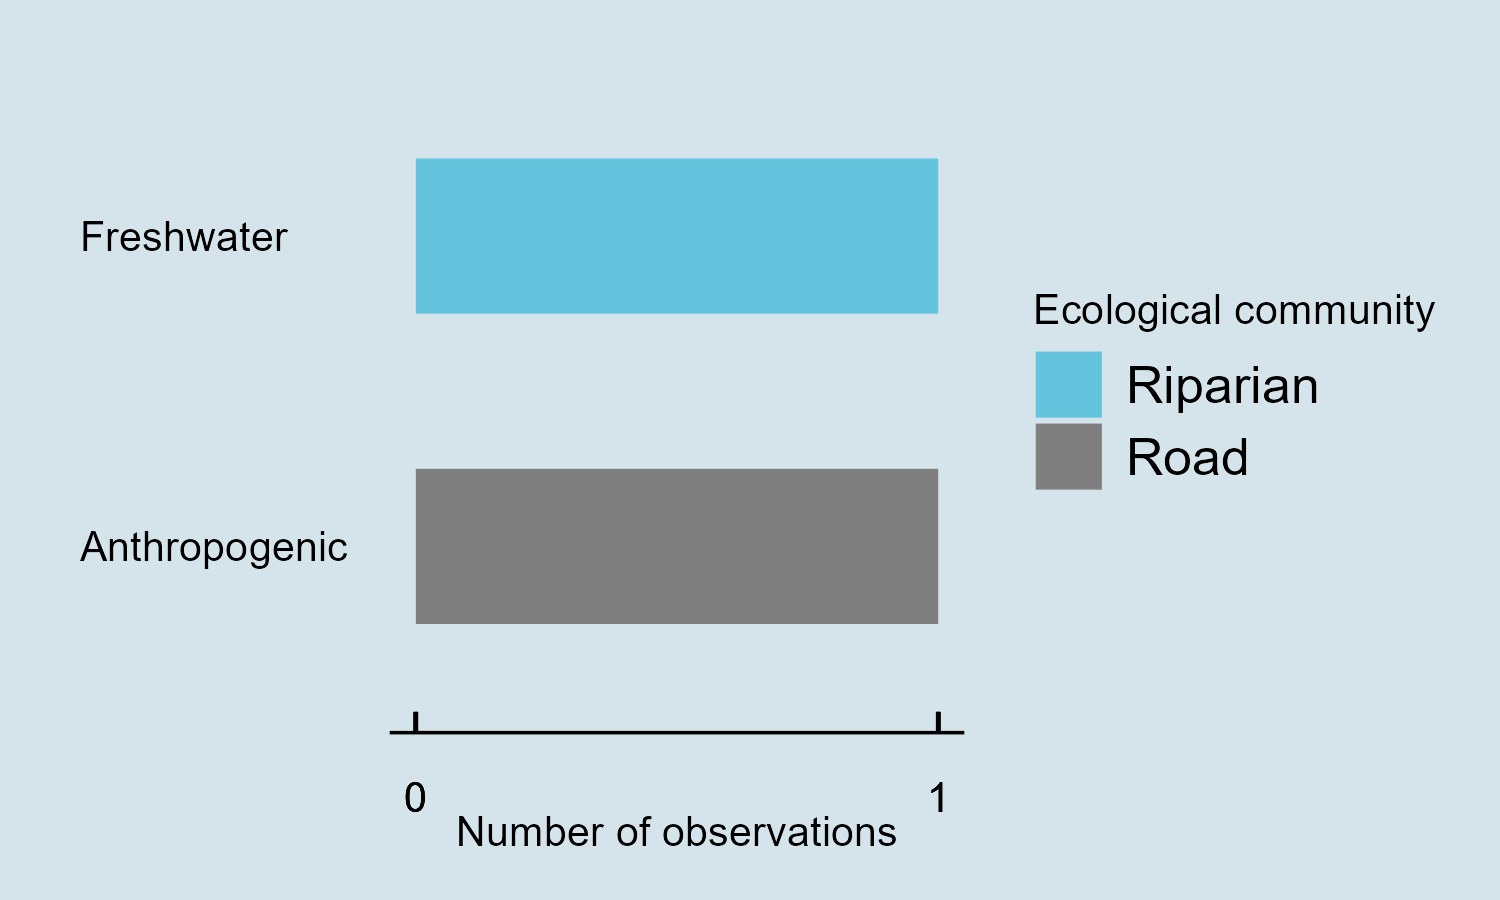 Freshwater
Anthropogenic
0 1
Number of observations
Ecological community
Riparian
Road